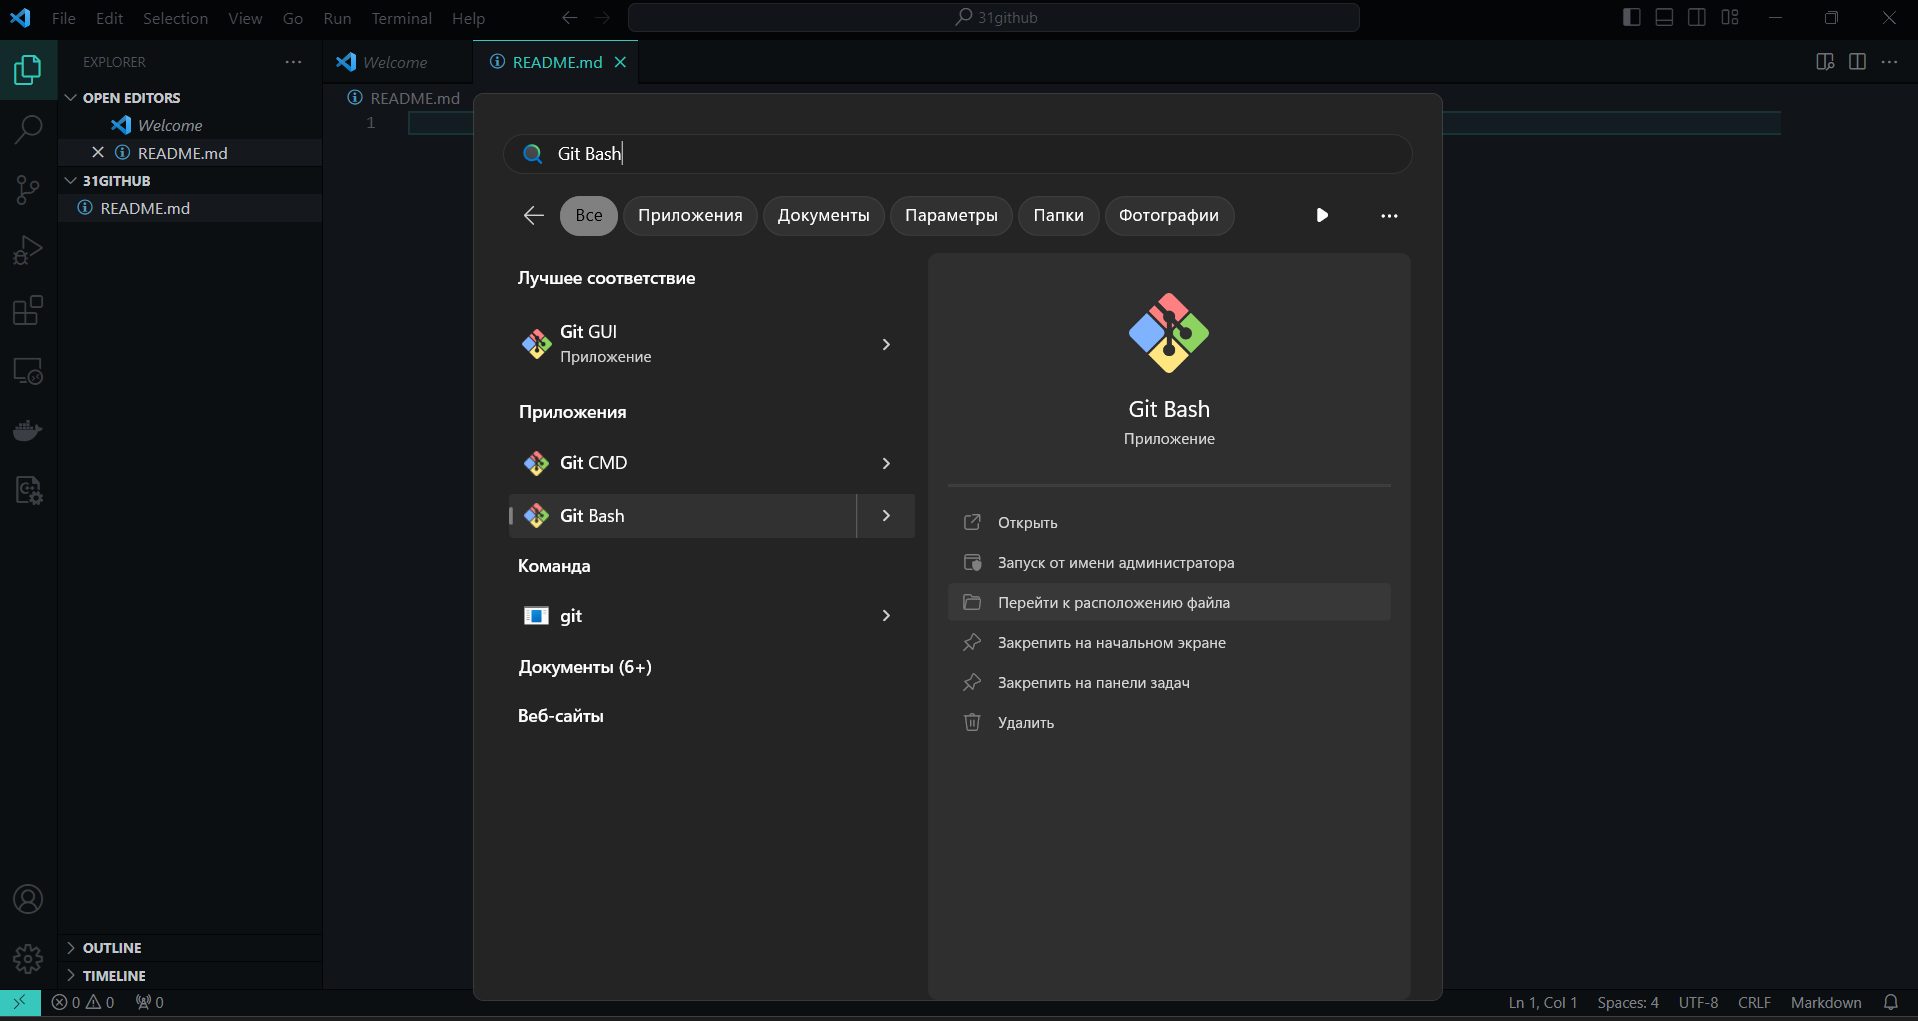 File Edit Selection View Go Run Terminal Help
31github
EXPLORER
Welcome
README.md
OPEN EDITORS
Welcome
README.md
31GITHUB
README.md
README.md
1
Git Bash
Все Приложения Документы Параметры Папки Фотографии
Лучшее соответствие
Git GUI
Приложение
Приложения
Git CMD
Git Bash
Команда
git
Документы (6+)
Веб-сайты
Git Bash
Приложение
Открыть
Запуск от имени администратора
Перейти к расположению файла
Закрепить на начальном экране
Закрепить на панели задач
Удалить
OUTLINE
TIMELINE
0 0 0
Ln 1, Col 1 Spaces: 4 UTF-8 CRLF Markdown